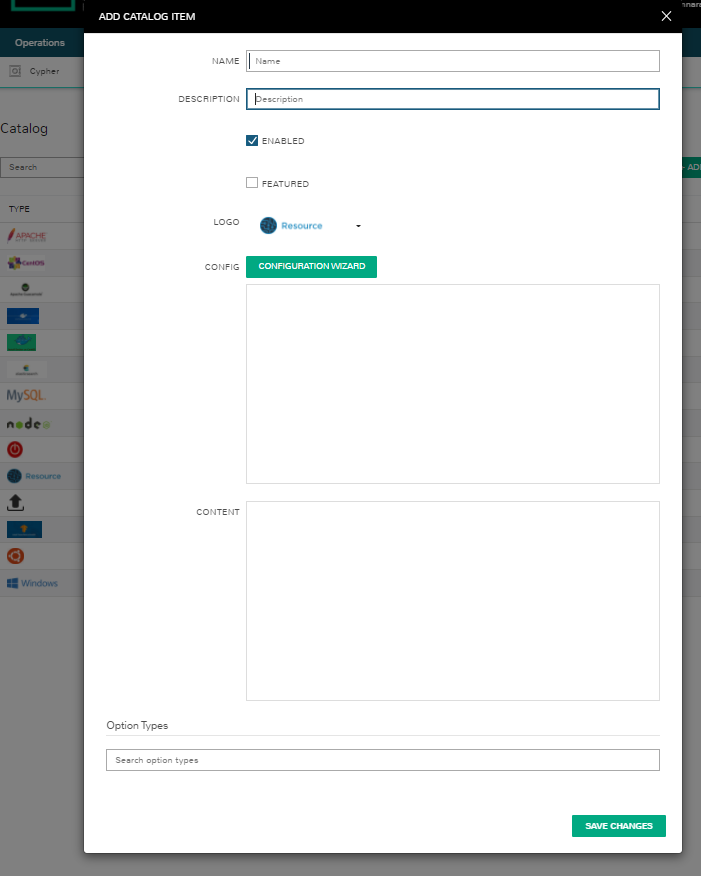 ADD CATALOG ITEM
Operations
Cypher
Catalog
Search
ADD
TYPE
APACHE
CentOS
MySQL
node
Resource
Windows
NAME
Name
DESCRIPTION
Description
ENABLED
FEATURED
LOGO
Resource
CONFIG
CONFIGURATION WIZARD
CONTENT
Option Types
Search option types
SAVE CHANGES